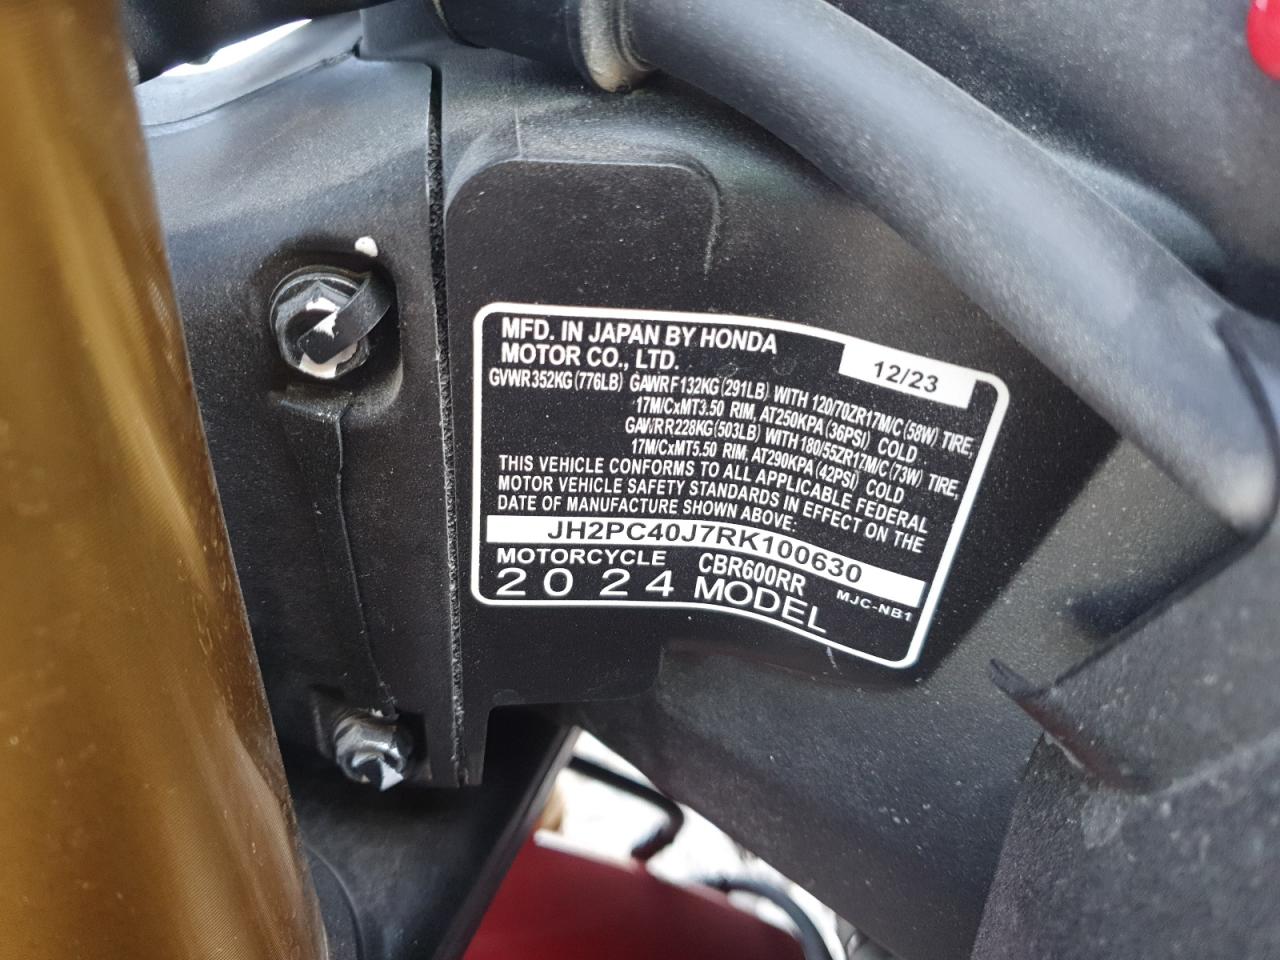 MFD. IN JAPAN BY HONDA
MOTOR CO., LTD.
12/23
GVWR352KG(776LB) GAWRF132KG(291LB) WITH 120/70ZR17M/C(58W) TIRE,
17M/CxMT3.50 RIM, AT250KPA(36PSI) COLD
GAWRR228KG(503LB) WITH180/55ZR17M/C(73W) TIRE,
17M/CxMT5.50 RIM, AT290KPA(42PSI) COLD
THIS VEHICLE CONFORMS TO ALL APPLICABLE FEDERAL
MOTOR VEHICLE SAFETY STANDARDS IN EFFECT ON THE
DATE OF MANUFACTURE SHOWN ABOVE:
JH2PC40J7RK100630
MOTORCYCLE CBR600RR MJC-NB1
2024 MODEL